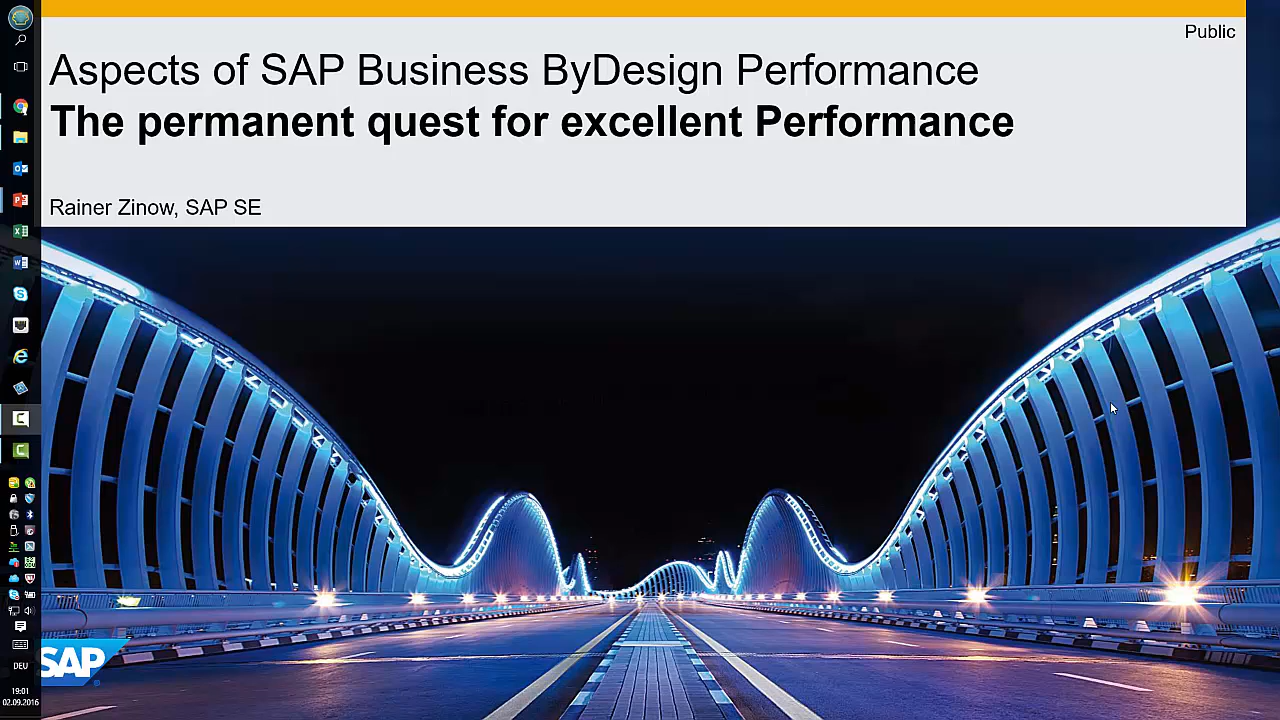 Public
Aspects of SAP Business ByDesign Performance
The permanent quest for excellent Performance
Rainer Zinow, SAP SE
SAP
DEU
19:01
02.09.2016